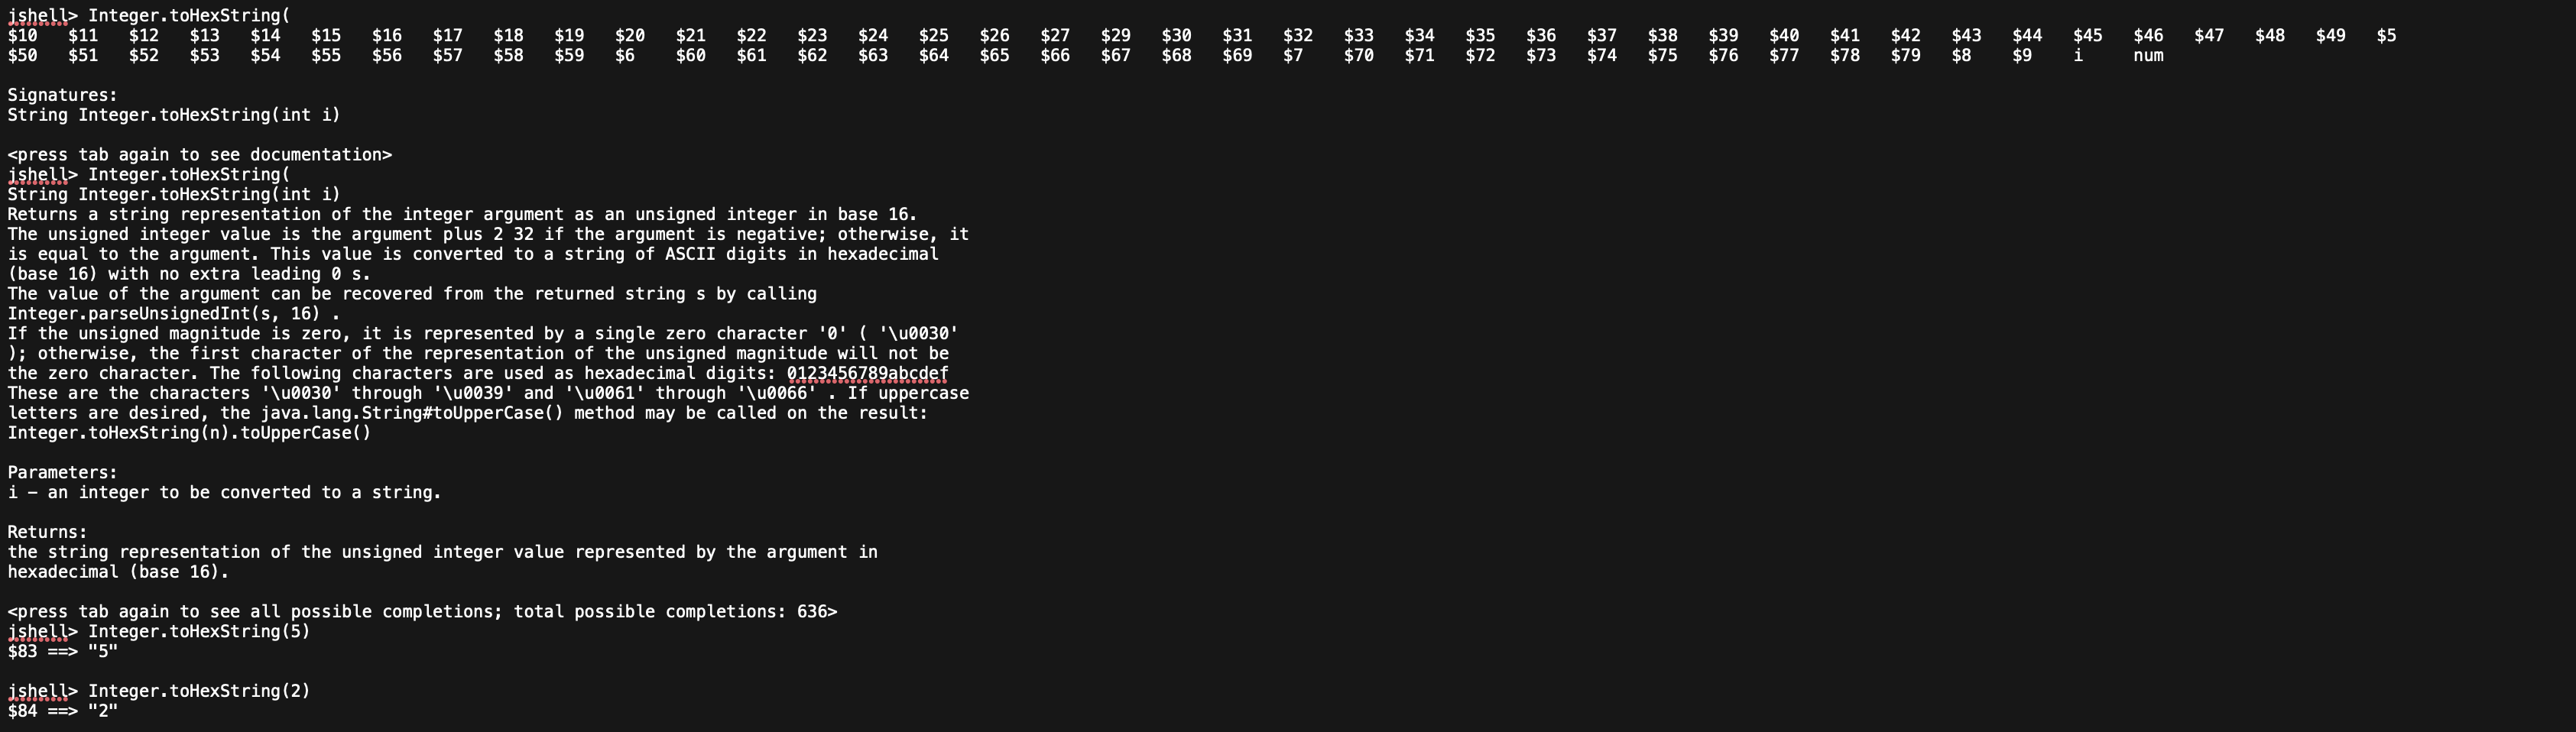 jshell> Integer.toHexString(
$10 $11 $12 $13 $14 $15 $16 $17 $18 $19 $20 $21 $22 $23 $24 $25 $26 $27 $29 $30 $31 $32 $33 $34 $35 $36 $37 $38 $39 $40 $41 $42 $43 $44 $45 $46 $47 $48 $49 $5
$50 $51 $52 $53 $54 $55 $56 $57 $58 $59 $6 $60 $61 $62 $63 $64 $65 $66 $67 $68 $69 $7 $70 $71 $72 $73 $74 $75 $76 $77 $78 $79 $8 $9 i num
Signatures:
String Integer.toHexString(int i)
<press tab again to see documentation>
jshell> Integer.toHexString(
String Integer.toHexString(int i)
Returns a string representation of the integer argument as an unsigned integer in base 16.
The unsigned integer value is the argument plus 2 32 if the argument is negative; otherwise, it
is equal to the argument. This value is converted to a string of ASCII digits in hexadecimal
(base 16) with no extra leading 0 s.
The value of the argument can be recovered from the returned string s by calling
Integer.parseUnsignedInt(s, 16) .
If the unsigned magnitude is zero, it is represented by a single zero character '0' ( '\u0030'
); otherwise, the first character of the representation of the unsigned magnitude will not be
the zero character. The following characters are used as hexadecimal digits: 0123456789abcdef
These are the characters '\u0030' through '\u0039' and '\u0061' through '\u0066' . If uppercase
letters are desired, the java.lang.String#toUpperCase() method may be called on the result:
Integer.toHexString(n).toUpperCase()
Parameters:
i – an integer to be converted to a string.
Returns:
the string representation of the unsigned integer value represented by the argument in
hexadecimal (base 16).
<press tab again to see all possible completions; total possible completions: 636>
jshell> Integer.toHexString(5)
$83 ==> "5"
jshell> Integer.toHexString(2)
$84 ==> "2"